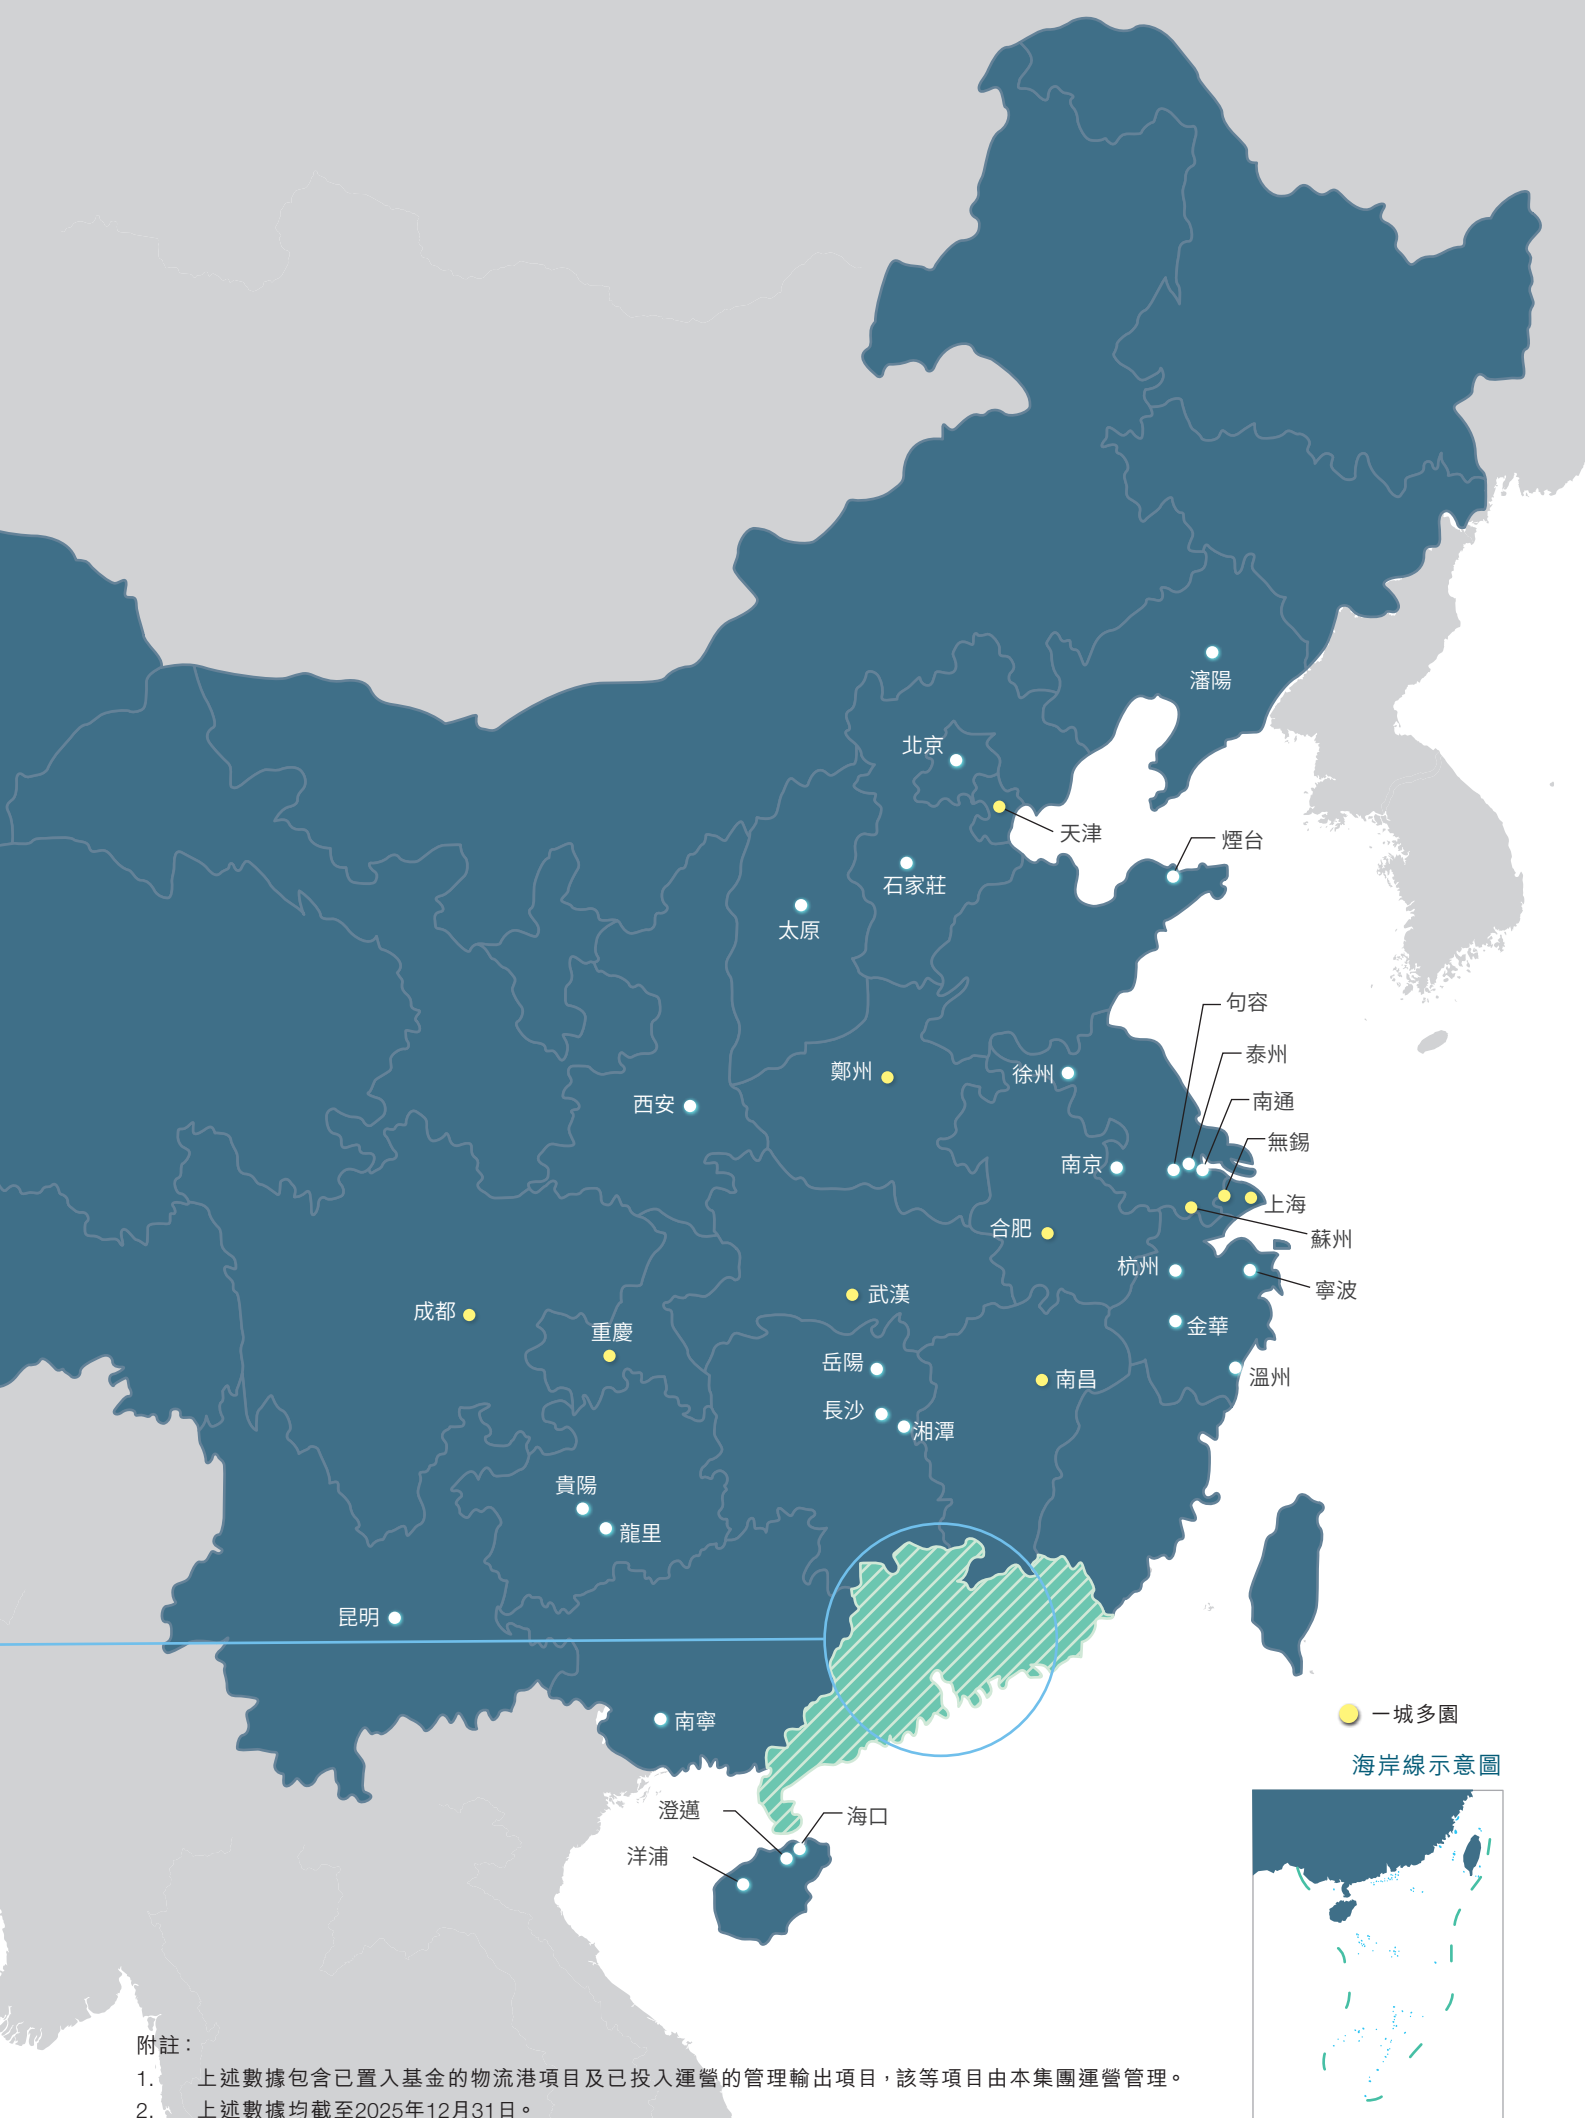 瀋陽
北京
天津
煙台
石家莊
太原
句容
泰州
鄭州
徐州
西安
南通
無錫
南京
上海
合肥
蘇州
杭州
寧波
武漢
成都
重慶
金華
岳陽
南昌
溫州
長沙
湘潭
貴陽
龍里
昆明
南寧
一城多園
海岸線示意圖
澄邁
海口
洋浦
附註：
1. 上述數據包含已置入基金的物流港項目及已投入運營的管理輸出項目，該等項目由本集團運營管理。
2. 上述數據均截至2025年12月31日。